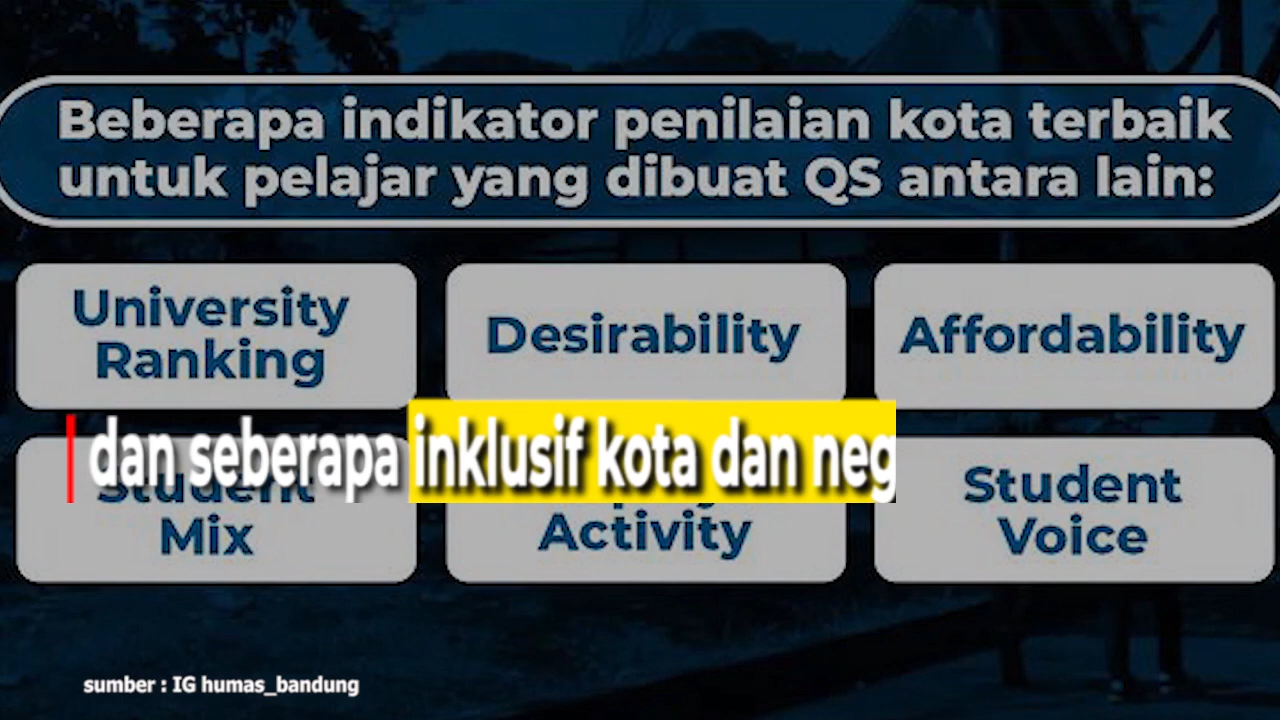 Beberapa indikator penilaian kota terbaik
untuk pelajar yang dibuat QS antara lain:
University
Ranking
Desirability
Affordability
dan seberapa inklusif kota dan neg
Student
Mix
Activity
Student
Voice
sumber : IG humas_bandung